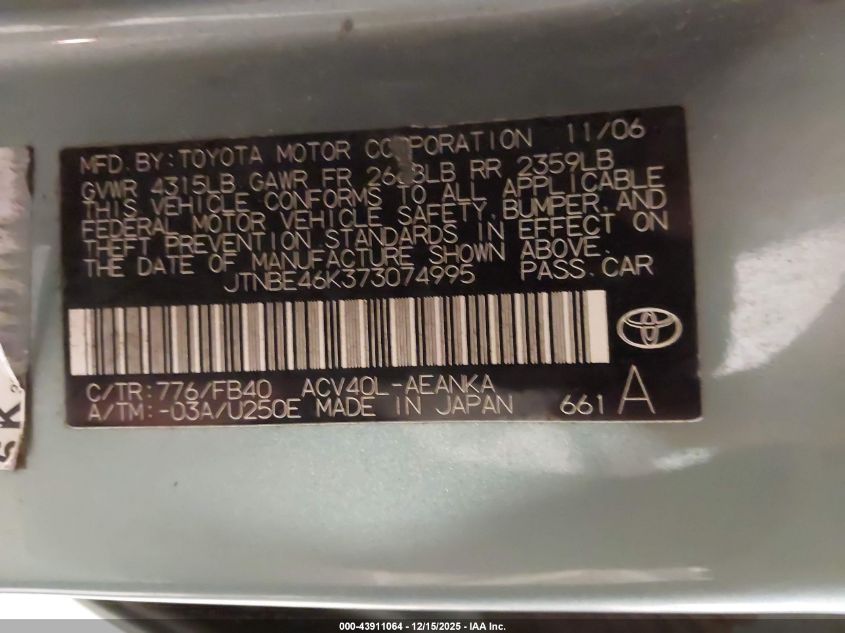 MFD. BY: TOYOTA MOTOR CORPORATION 11/06
GVWR 4315LB GAWR FR LB RR 2359LB
THIS VEHICLE CONFORMS TO ALL APPLICABLE
FEDERAL MOTOR VEHICLE SAFETY, BUMPER, AND
THEFT PREVENTION STANDARDS IN EFFECT ON
THE DATE OF MANUFACTURE SHOWN ABOVE.
JTNBE46K373074995 PASS. CAR
C/TR: 776/FB40 ACV40L-AEANKA
A/TM: -03A/U250E MADE IN JAPAN 661 A
SK
000-43911064 - 12/15/2025 - IAA Inc.